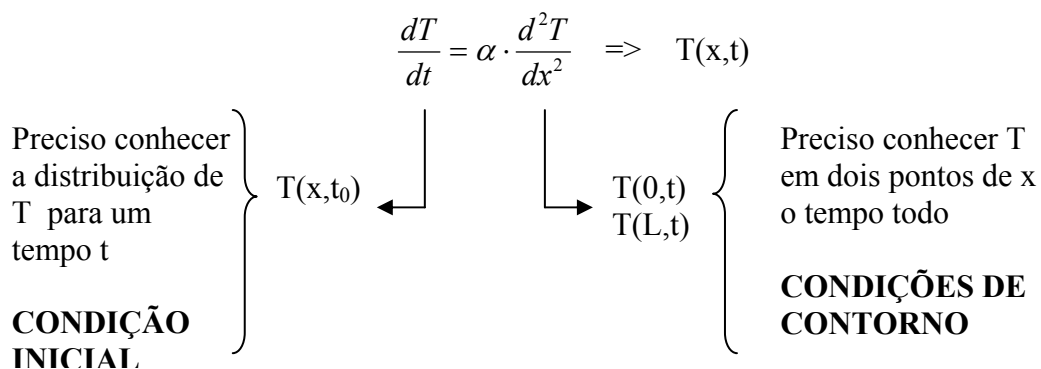 dT/dt = α · d²T/dx² => T(x,t)
Preciso conhecer
a distribuição de
T para um
tempo t
CONDIÇÃO
INICIAL
T(x,t₀)
T(0,t)
T(L,t)
Preciso conhecer T
em dois pontos de x
o tempo todo
CONDIÇÕES DE
CONTORNO